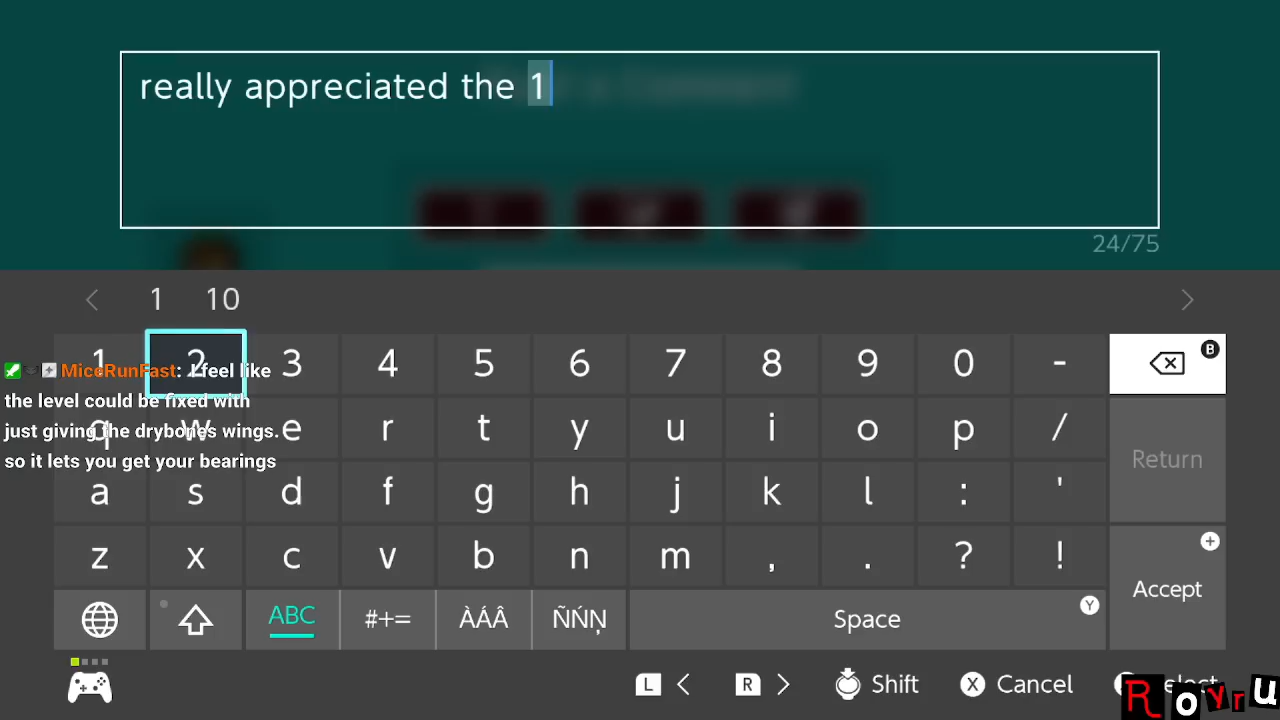 really appreciated the 1
24/75
1 10
1 2 3 4 5 6 7 8 9 0 -
B
MiceRunFast: I feel like
the level could be fixed with
just giving the drybones wings.
so it lets you get your bearings
q w e r t y u i o p /
Return
a s d f g h j k l : '
z x c v b n m , . ? !
+
Accept
ABC #+= ÀÁÂ ÑŃŅ Space
Y
L < R > Shift X Cancel
Royru